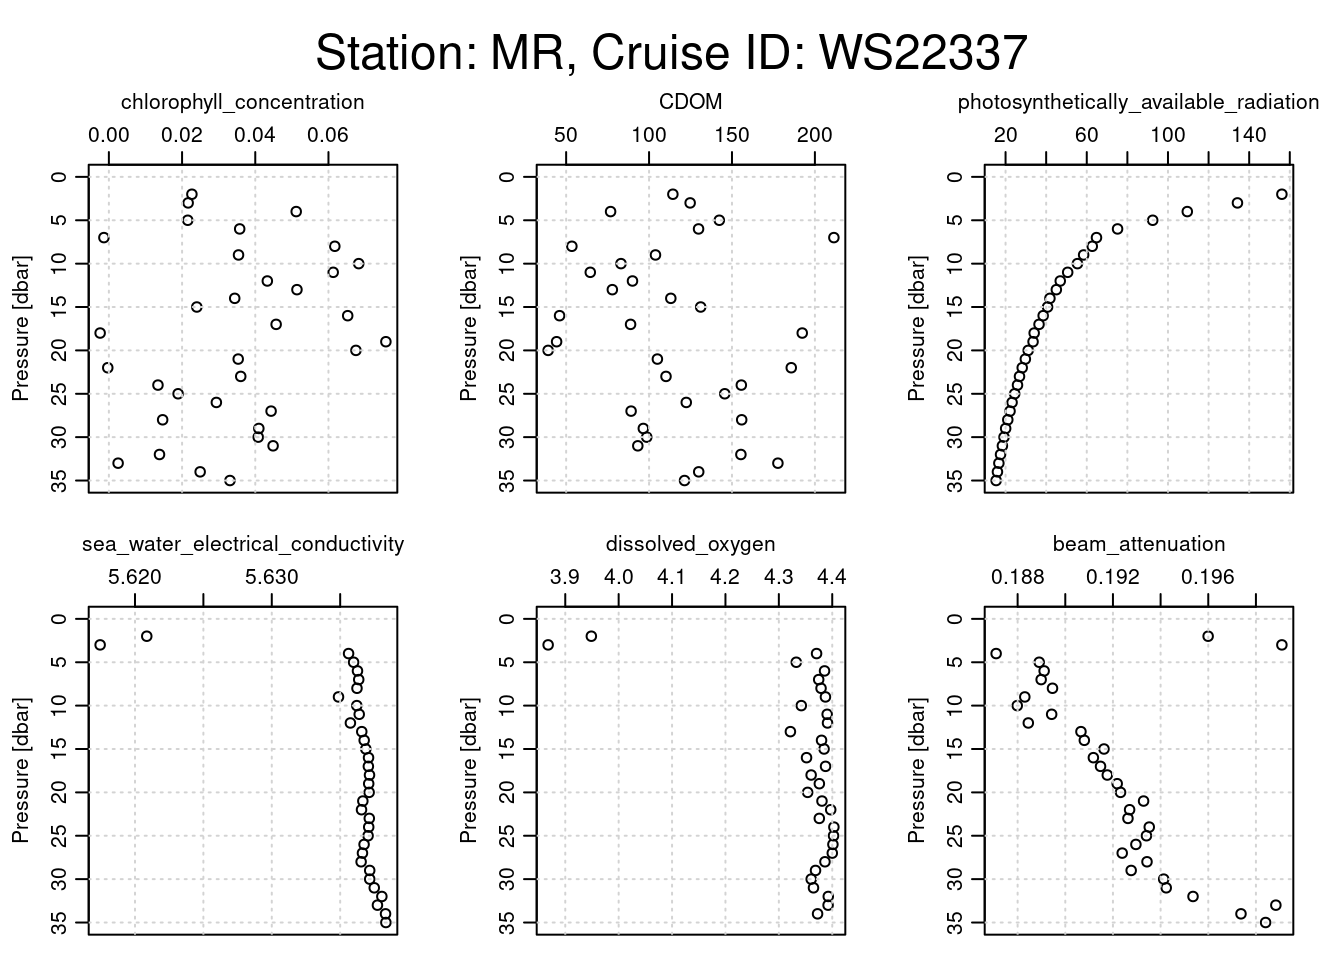 Station: MR, Cruise ID: WS22337
chlorophyll_concentration
0.00 0.02 0.04 0.06
Pressure [dbar]
0 5 10 15 20 25 30 35
CDOM
50 100 150 200
Pressure [dbar]
0 5 10 15 20 25 30 35
photosynthetically_available_radiation
20 60 100 140
Pressure [dbar]
0 5 10 15 20 25 30 35
sea_water_electrical_conductivity
5.620 5.630
Pressure [dbar]
0 5 10 15 20 25 30 35
dissolved_oxygen
3.9 4.0 4.1 4.2 4.3 4.4
Pressure [dbar]
0 5 10 15 20 25 30 35
beam_attenuation
0.188 0.192 0.196
Pressure [dbar]
0 5 10 15 20 25 30 35